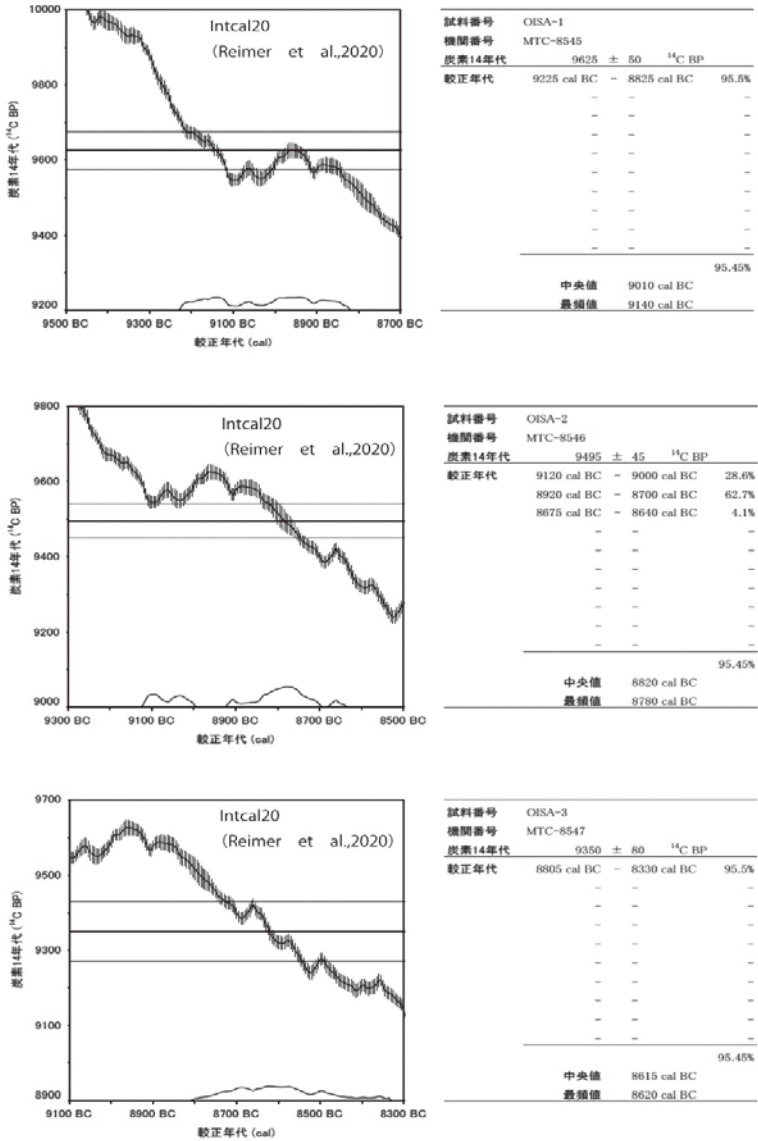 10000
9800
9600
9400
9200
炭素14年代 (¹⁴C BP)
Intcal20
（Reimer et al.,2020）
9500 BC 9300 BC 9100 BC 8900 BC 8700 BC
較正年代 (cal)
試料番号 OISA-1
機関番号 MTC-8545
炭素14年代 9625 ± 50 ¹⁴C BP
較正年代 9225 cal BC - 8825 cal BC 95.5%
- - -
- - -
- - -
- - -
- - -
- - -
- - -
- - -
- - -
95.45%
中央値 9010 cal BC
最頻値 9140 cal BC
9800
9600
9400
9200
9000
炭素14年代 (¹⁴C BP)
Intcal20
（Reimer et al.,2020）
9300 BC 9100 BC 8900 BC 8700 BC 8500 BC
較正年代 (cal)
試料番号 OISA-2
機関番号 MTC-8546
炭素14年代 9495 ± 45 ¹⁴C BP
較正年代 9120 cal BC - 9000 cal BC 28.6%
8920 cal BC - 8700 cal BC 62.7%
8675 cal BC - 8640 cal BC 4.1%
- - -
- - -
- - -
- - -
- - -
- - -
- - -
95.45%
中央値 8820 cal BC
最頻値 8780 cal BC
9700
9500
9300
9100
8900
炭素14年代 (¹⁴C BP)
Intcal20
（Reimer et al.,2020）
9100 BC 8900 BC 8700 BC 8500 BC 8300 BC
較正年代 (cal)
試料番号 OISA-3
機関番号 MTC-8547
炭素14年代 9350 ± 80 ¹⁴C BP
較正年代 8805 cal BC - 8330 cal BC 95.5%
- - -
- - -
- - -
- - -
- - -
- - -
- - -
- - -
- - -
95.45%
中央値 8615 cal BC
最頻値 8620 cal BC